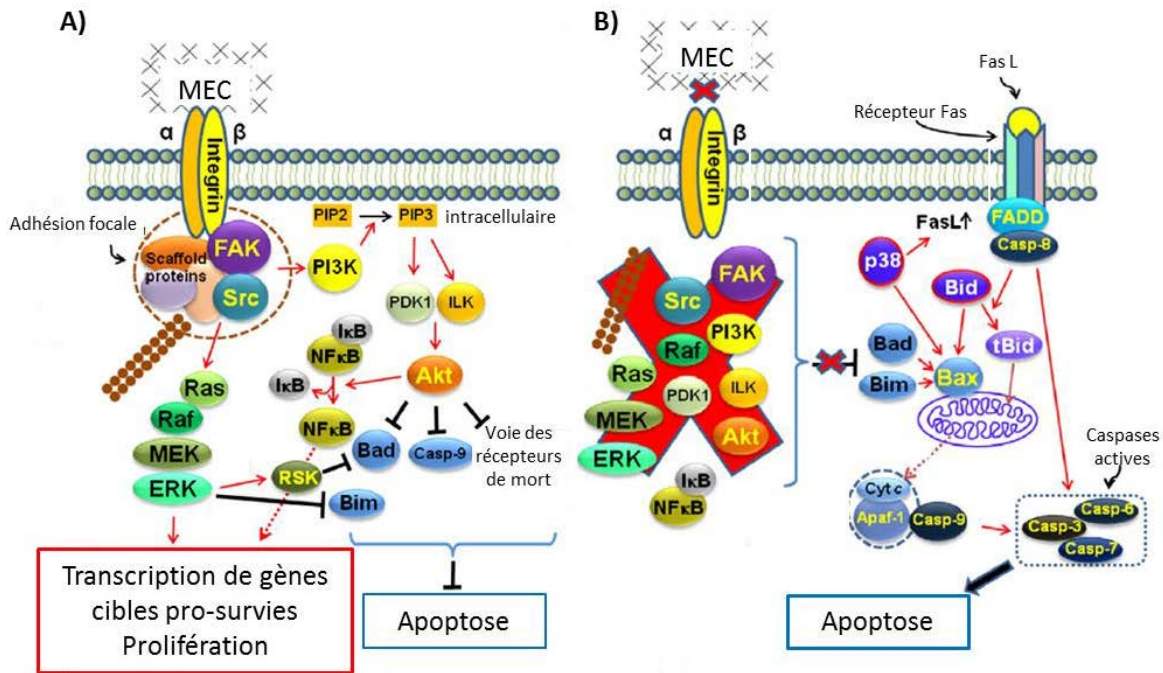 A)
MEC
α
β
Integrin
Adhésion focale
Scaffold
proteins
FAK
Src
PI3K
PIP2
PIP3
intracellulaire
PDK1
ILK
IκB
NFκB
IκB
Akt
NFκB
Ras
Raf
MEK
ERK
RSK
Bad
Casp-9
Bim
Voie des
récepteurs
de mort
Transcription de gènes
cibles pro-survies
Prolifération
Apoptose
B)
MEC
α
β
Integrin
Fas L
Récepteur Fas
FasL↑
FADD
Casp-8
p38
Bid
tBid
Bad
Bim
Bax
FAK
Src
PI3K
Raf
Ras
PDK1
ILK
MEK
Akt
ERK
IκB
NFκB
Cyt c
Apaf-1
Casp-9
Caspases
actives
Casp-6
Casp-3
Casp-7
Apoptose